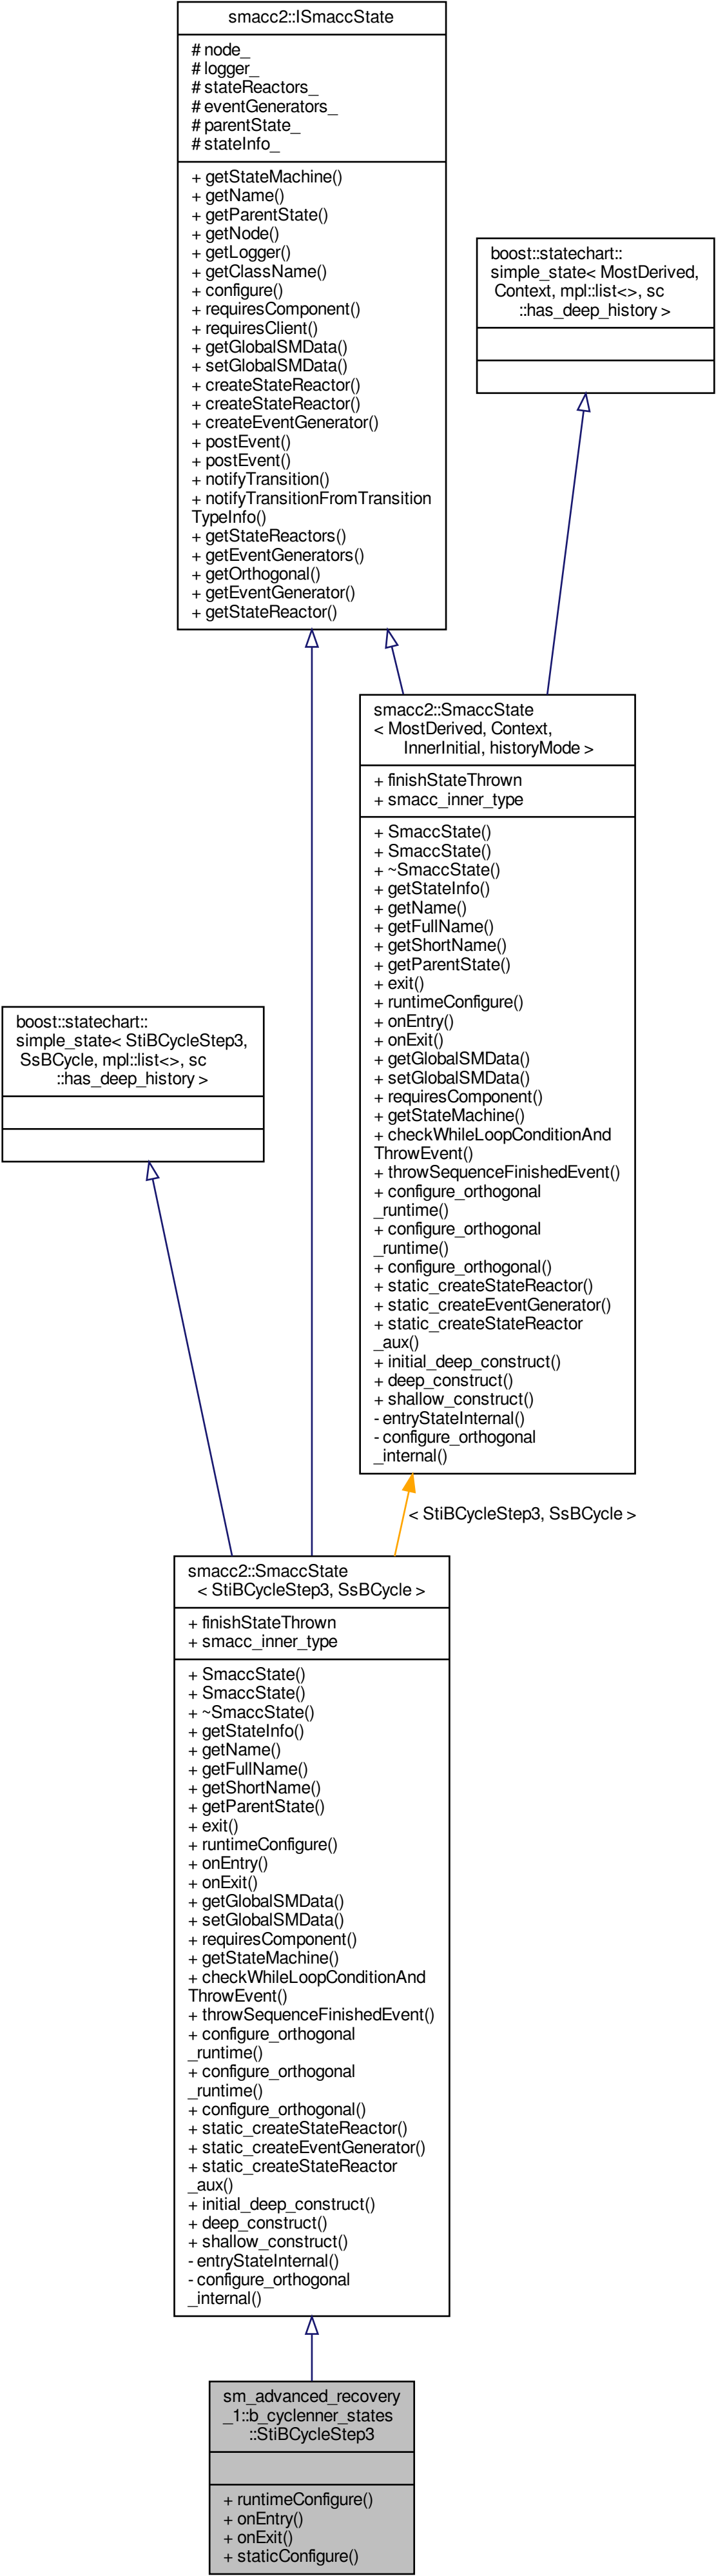 smacc2::ISmaccState
# node_
# logger_
# stateReactors_
# eventGenerators_
# parentState_
# stateInfo_
+ getStateMachine()
+ getName()
+ getParentState()
+ getNode()
+ getLogger()
+ getClassName()
+ configure()
+ requiresComponent()
+ requiresClient()
+ getGlobalSMData()
+ setGlobalSMData()
+ createStateReactor()
+ createStateReactor()
+ createEventGenerator()
+ postEvent()
+ postEvent()
+ notifyTransition()
+ notifyTransitionFromTransition
TypeInfo()
+ getStateReactors()
+ getEventGenerators()
+ getOrthogonal()
+ getEventGenerator()
+ getStateReactor()
boost::statechart::
simple_state< MostDerived,
Context, mpl::list<>, sc
::has_deep_history >
smacc2::SmaccState
< MostDerived, Context,
InnerInitial, historyMode >
+ finishStateThrown
+ smacc_inner_type
+ SmaccState()
+ SmaccState()
+ ~SmaccState()
+ getStateInfo()
+ getName()
+ getFullName()
+ getShortName()
+ getParentState()
+ exit()
+ runtimeConfigure()
+ onEntry()
+ onExit()
+ getGlobalSMData()
+ setGlobalSMData()
+ requiresComponent()
+ getStateMachine()
+ checkWhileLoopConditionAnd
ThrowEvent()
+ throwSequenceFinishedEvent()
+ configure_orthogonal
_runtime()
+ configure_orthogonal
_runtime()
+ configure_orthogonal()
+ static_createStateReactor()
+ static_createEventGenerator()
+ static_createStateReactor
_aux()
+ initial_deep_construct()
+ deep_construct()
+ shallow_construct()
- entryStateInternal()
- configure_orthogonal
_internal()
boost::statechart::
simple_state< StiBCycleStep3,
SsBCycle, mpl::list<>, sc
::has_deep_history >
< StiBCycleStep3, SsBCycle >
smacc2::SmaccState
< StiBCycleStep3, SsBCycle >
+ finishStateThrown
+ smacc_inner_type
+ SmaccState()
+ SmaccState()
+ ~SmaccState()
+ getStateInfo()
+ getName()
+ getFullName()
+ getShortName()
+ getParentState()
+ exit()
+ runtimeConfigure()
+ onEntry()
+ onExit()
+ getGlobalSMData()
+ setGlobalSMData()
+ requiresComponent()
+ getStateMachine()
+ checkWhileLoopConditionAnd
ThrowEvent()
+ throwSequenceFinishedEvent()
+ configure_orthogonal
_runtime()
+ configure_orthogonal
_runtime()
+ configure_orthogonal()
+ static_createStateReactor()
+ static_createEventGenerator()
+ static_createStateReactor
_aux()
+ initial_deep_construct()
+ deep_construct()
+ shallow_construct()
- entryStateInternal()
- configure_orthogonal
_internal()
sm_advanced_recovery
_1::b_cyclenner_states
::StiBCycleStep3
+ runtimeConfigure()
+ onEntry()
+ onExit()
+ staticConfigure()